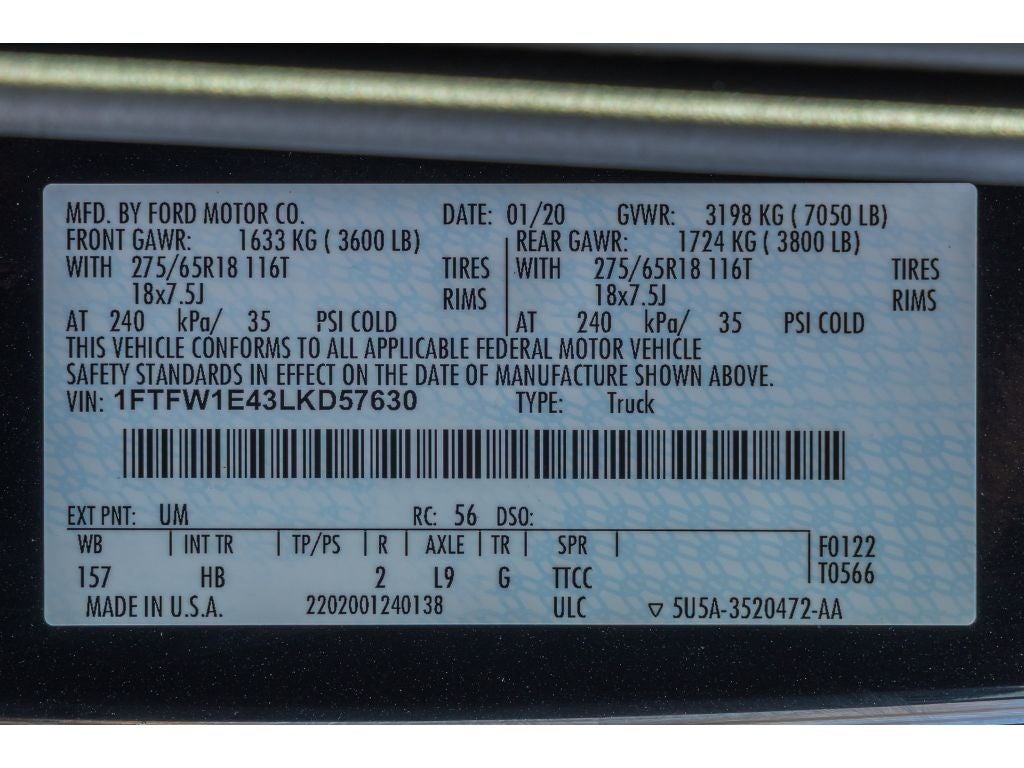 MFD. BY FORD MOTOR CO. DATE: 01/20 GVWR: 3198 KG ( 7050 LB)
FRONT GAWR: 1633 KG ( 3600 LB) REAR GAWR: 1724 KG ( 3800 LB)
WITH 275/65R18 116T TIRES WITH 275/65R18 116T TIRES
18x7.5J RIMS 18x7.5J RIMS
AT 240 kPa/ 35 PSI COLD AT 240 kPa/ 35 PSI COLD
THIS VEHICLE CONFORMS TO ALL APPLICABLE FEDERAL MOTOR VEHICLE
SAFETY STANDARDS IN EFFECT ON THE DATE OF MANUFACTURE SHOWN ABOVE.
VIN: 1FTFW1E43LKD57630 TYPE: Truck
EXT PNT: UM RC: 56 DSO:
WB | INT TR | TP/PS | R | AXLE | TR | SPR | F0122
157 HB 2 L9 G TTCC T0566
MADE IN U.S.A. 2202001240138 ULC ▽ 5U5A-3520472-AA